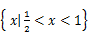 { x | 1/2 < x < 1 }